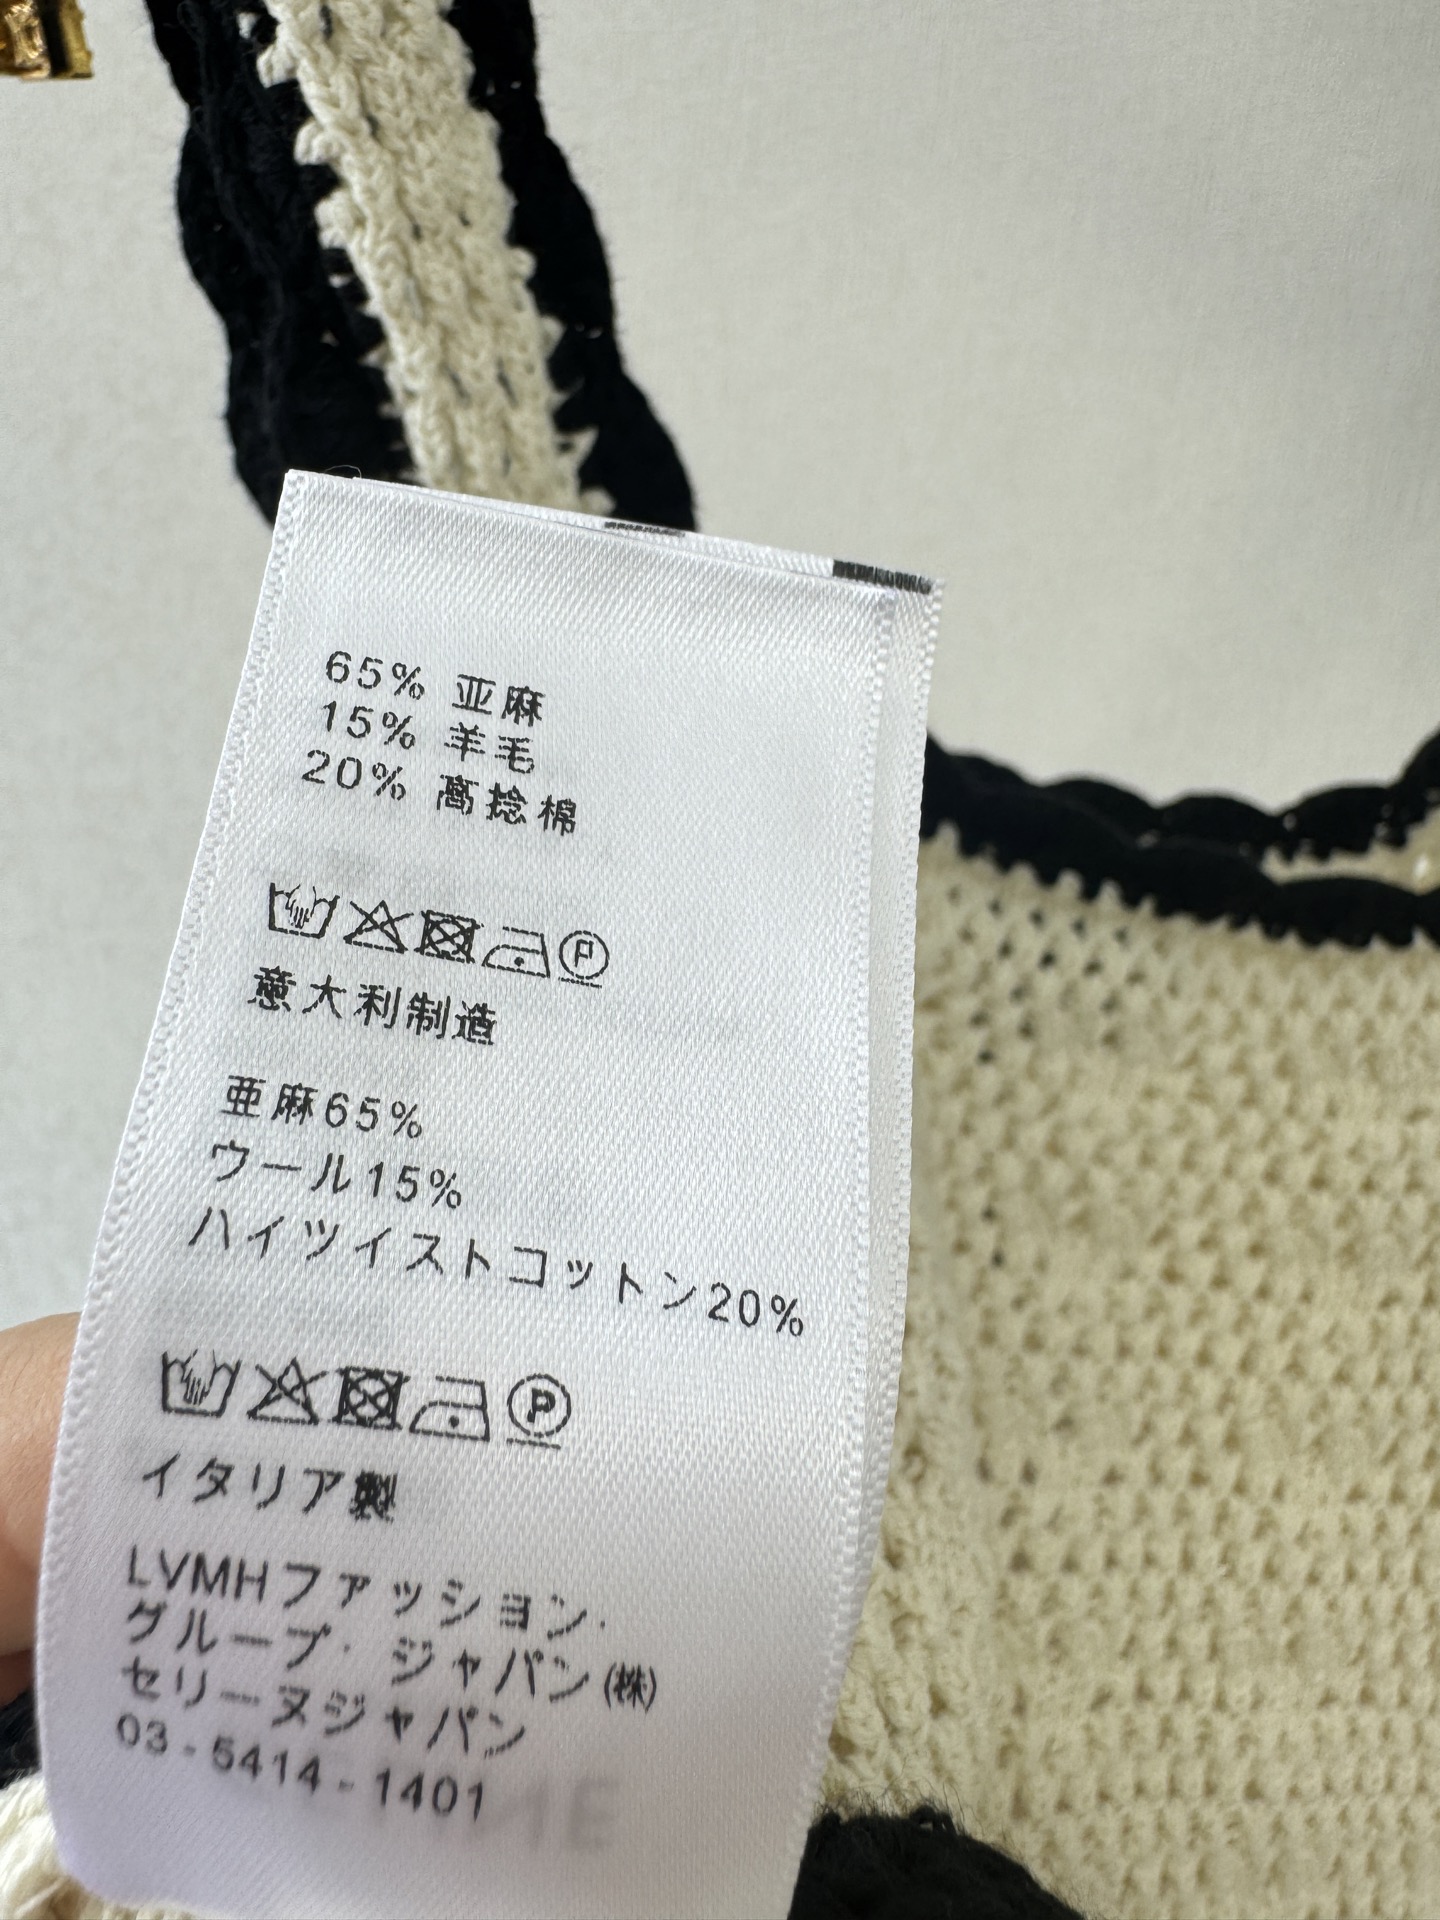 65% 亚麻
15% 羊毛
20% 高捻棉
P
意大利制造
亜麻65%
ウール15%
ハイツイストコットン20%
P
イタリア製
LVMHファッション·
グループ·ジャパン(株)
セリーヌジャパン
03-5414-1401